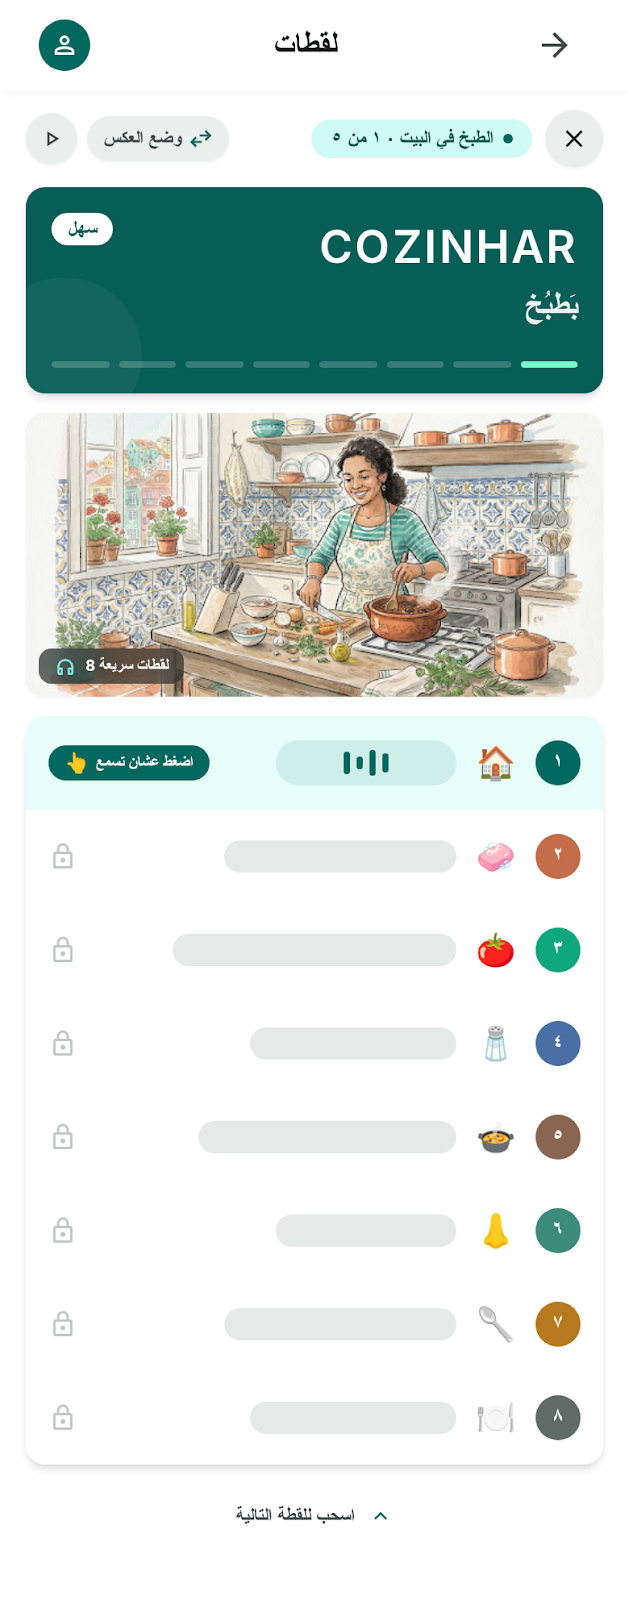 لقطات
الطبخ في البيت · ١ من ٥
وضع العكس
COZINHAR
سهل
بَطبُخ
لقطات سريعة 8
١
اضغط عشان تسمع
٢
٣
٤
٥
٦
٧
٨
اسحب للقطة التالية